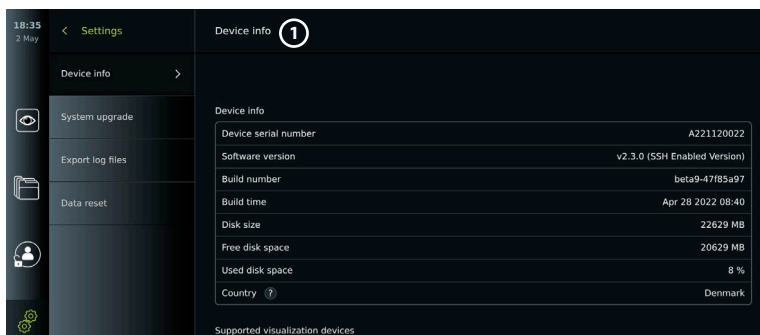 18:35
2 May
Settings
Device info
1
Device info
System upgrade
Export log files
Data reset
Device info
Device serial number A221120022
Software version v2.3.0 (SSH Enabled Version)
Build number beta9-47f85a97
Build time Apr 28 2022 08:40
Disk size 22629 MB
Free disk space 20629 MB
Used disk space 8 %
Country ? Denmark
Supported visualization devices